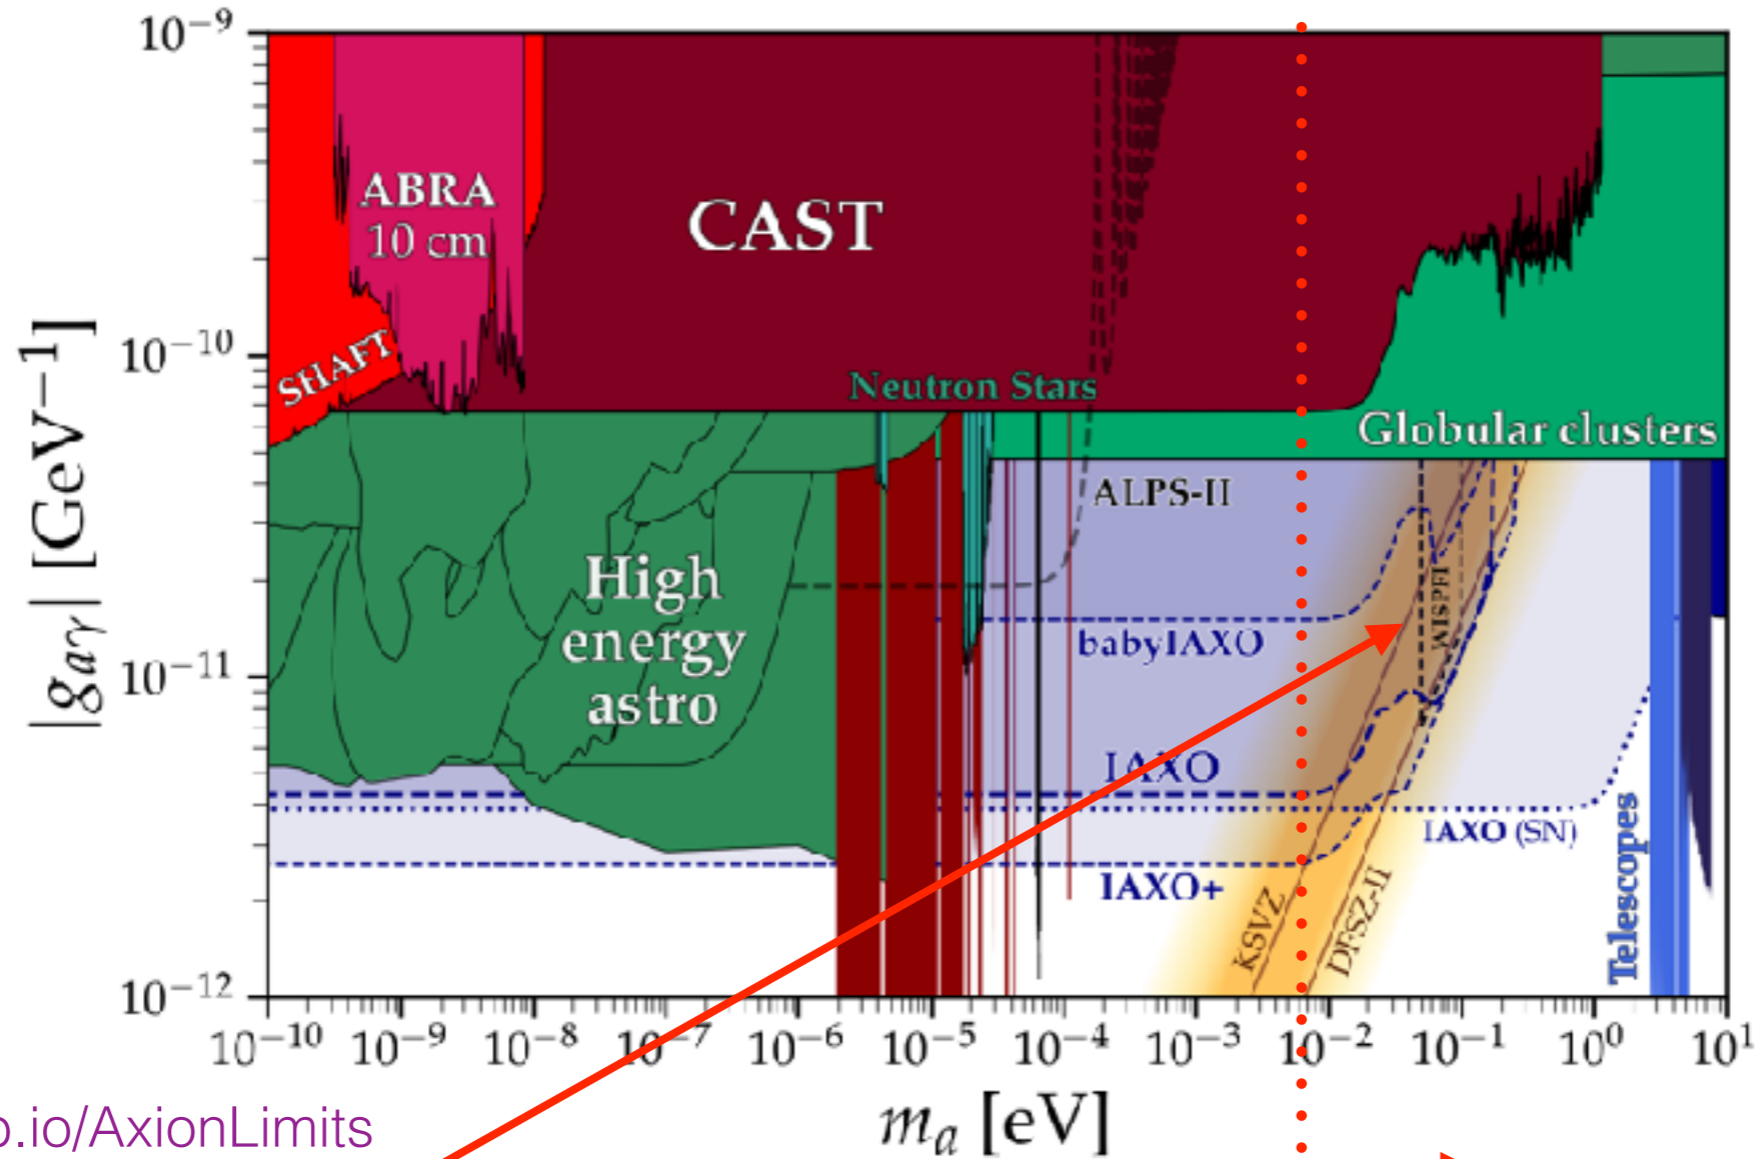 10⁻⁹
10⁻¹⁰
10⁻¹¹
10⁻¹²
|g_{aγ}| [GeV⁻¹]
ABRA
10 cm
CAST
SHAFT
Neutron Stars
Globular clusters
ALPS-II
High
energy
astro
WISPFI
babyIAXO
IAXO
IAXO (SN)
IAXO+
KSVZ
DFSZ-II
Telescopes
10⁻¹⁰ 10⁻⁹ 10⁻⁸ 10⁻⁷ 10⁻⁶ 10⁻⁵ 10⁻⁴ 10⁻³ 10⁻² 10⁻¹ 10⁰ 10¹
m_a [eV]
.io/AxionLimits